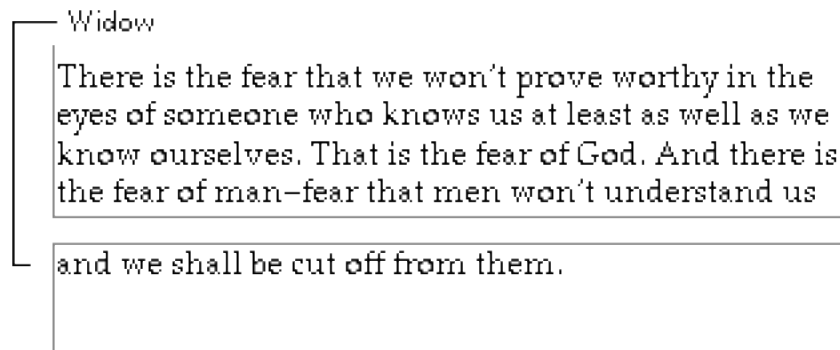 Widow
There is the fear that we won't prove worthy in the
eyes of someone who knows us at least as well as we
know ourselves. That is the fear of God. And there is
the fear of man–fear that men won't understand us
and we shall be cut off from them.